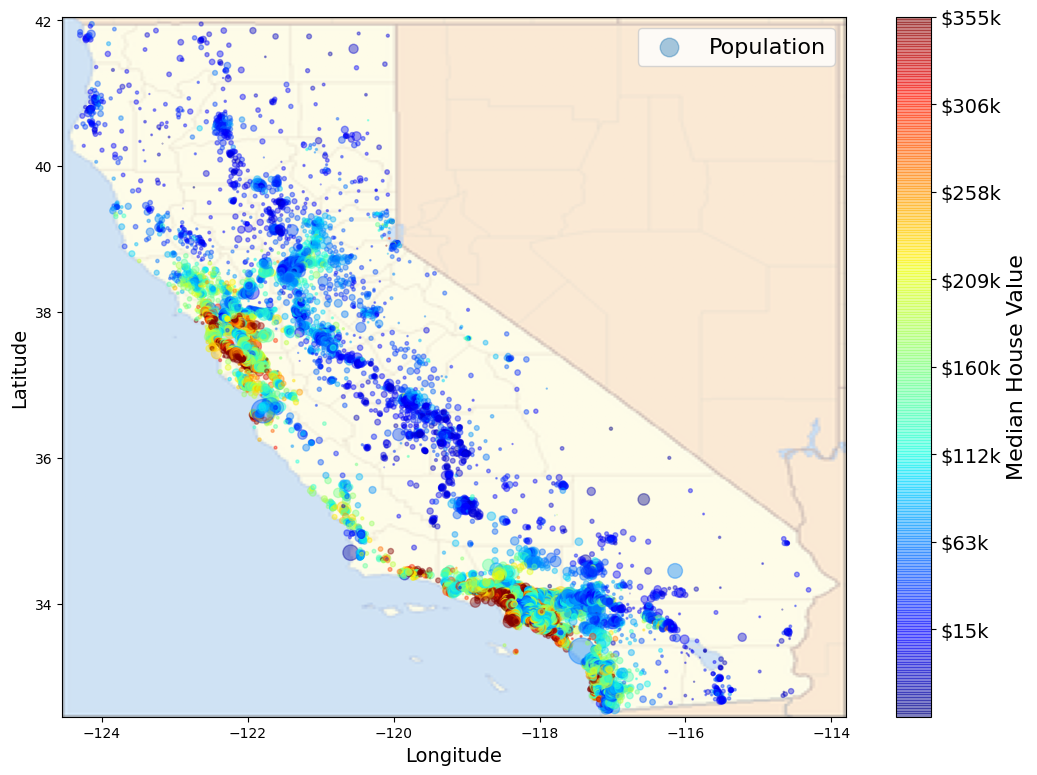 42
40
38
36
34
Latitude
−124
−122
−120
−118
−116
−114
Longitude
Population
$355k
$306k
$258k
$209k
$160k
$112k
$63k
$15k
Median House Value